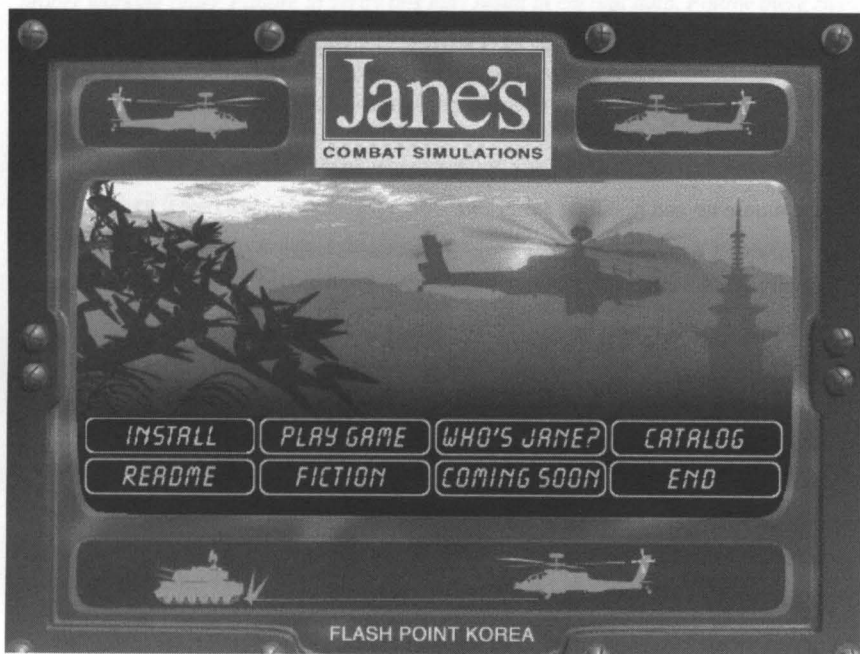 Jane's
COMBAT SIMULATIONS
INSTALL PLAY GAME WHO'S JANE? CATALOG
README FICTION COMING SOON END
FLASH POINT KOREA